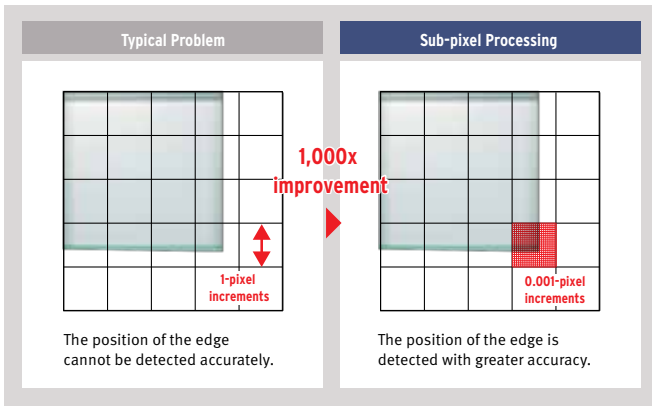 Typical Problem
Sub-pixel Processing
1,000x
improvement
1-pixel
increments
0.001-pixel
increments
The position of the edge
cannot be detected accurately.
The position of the edge is
detected with greater accuracy.